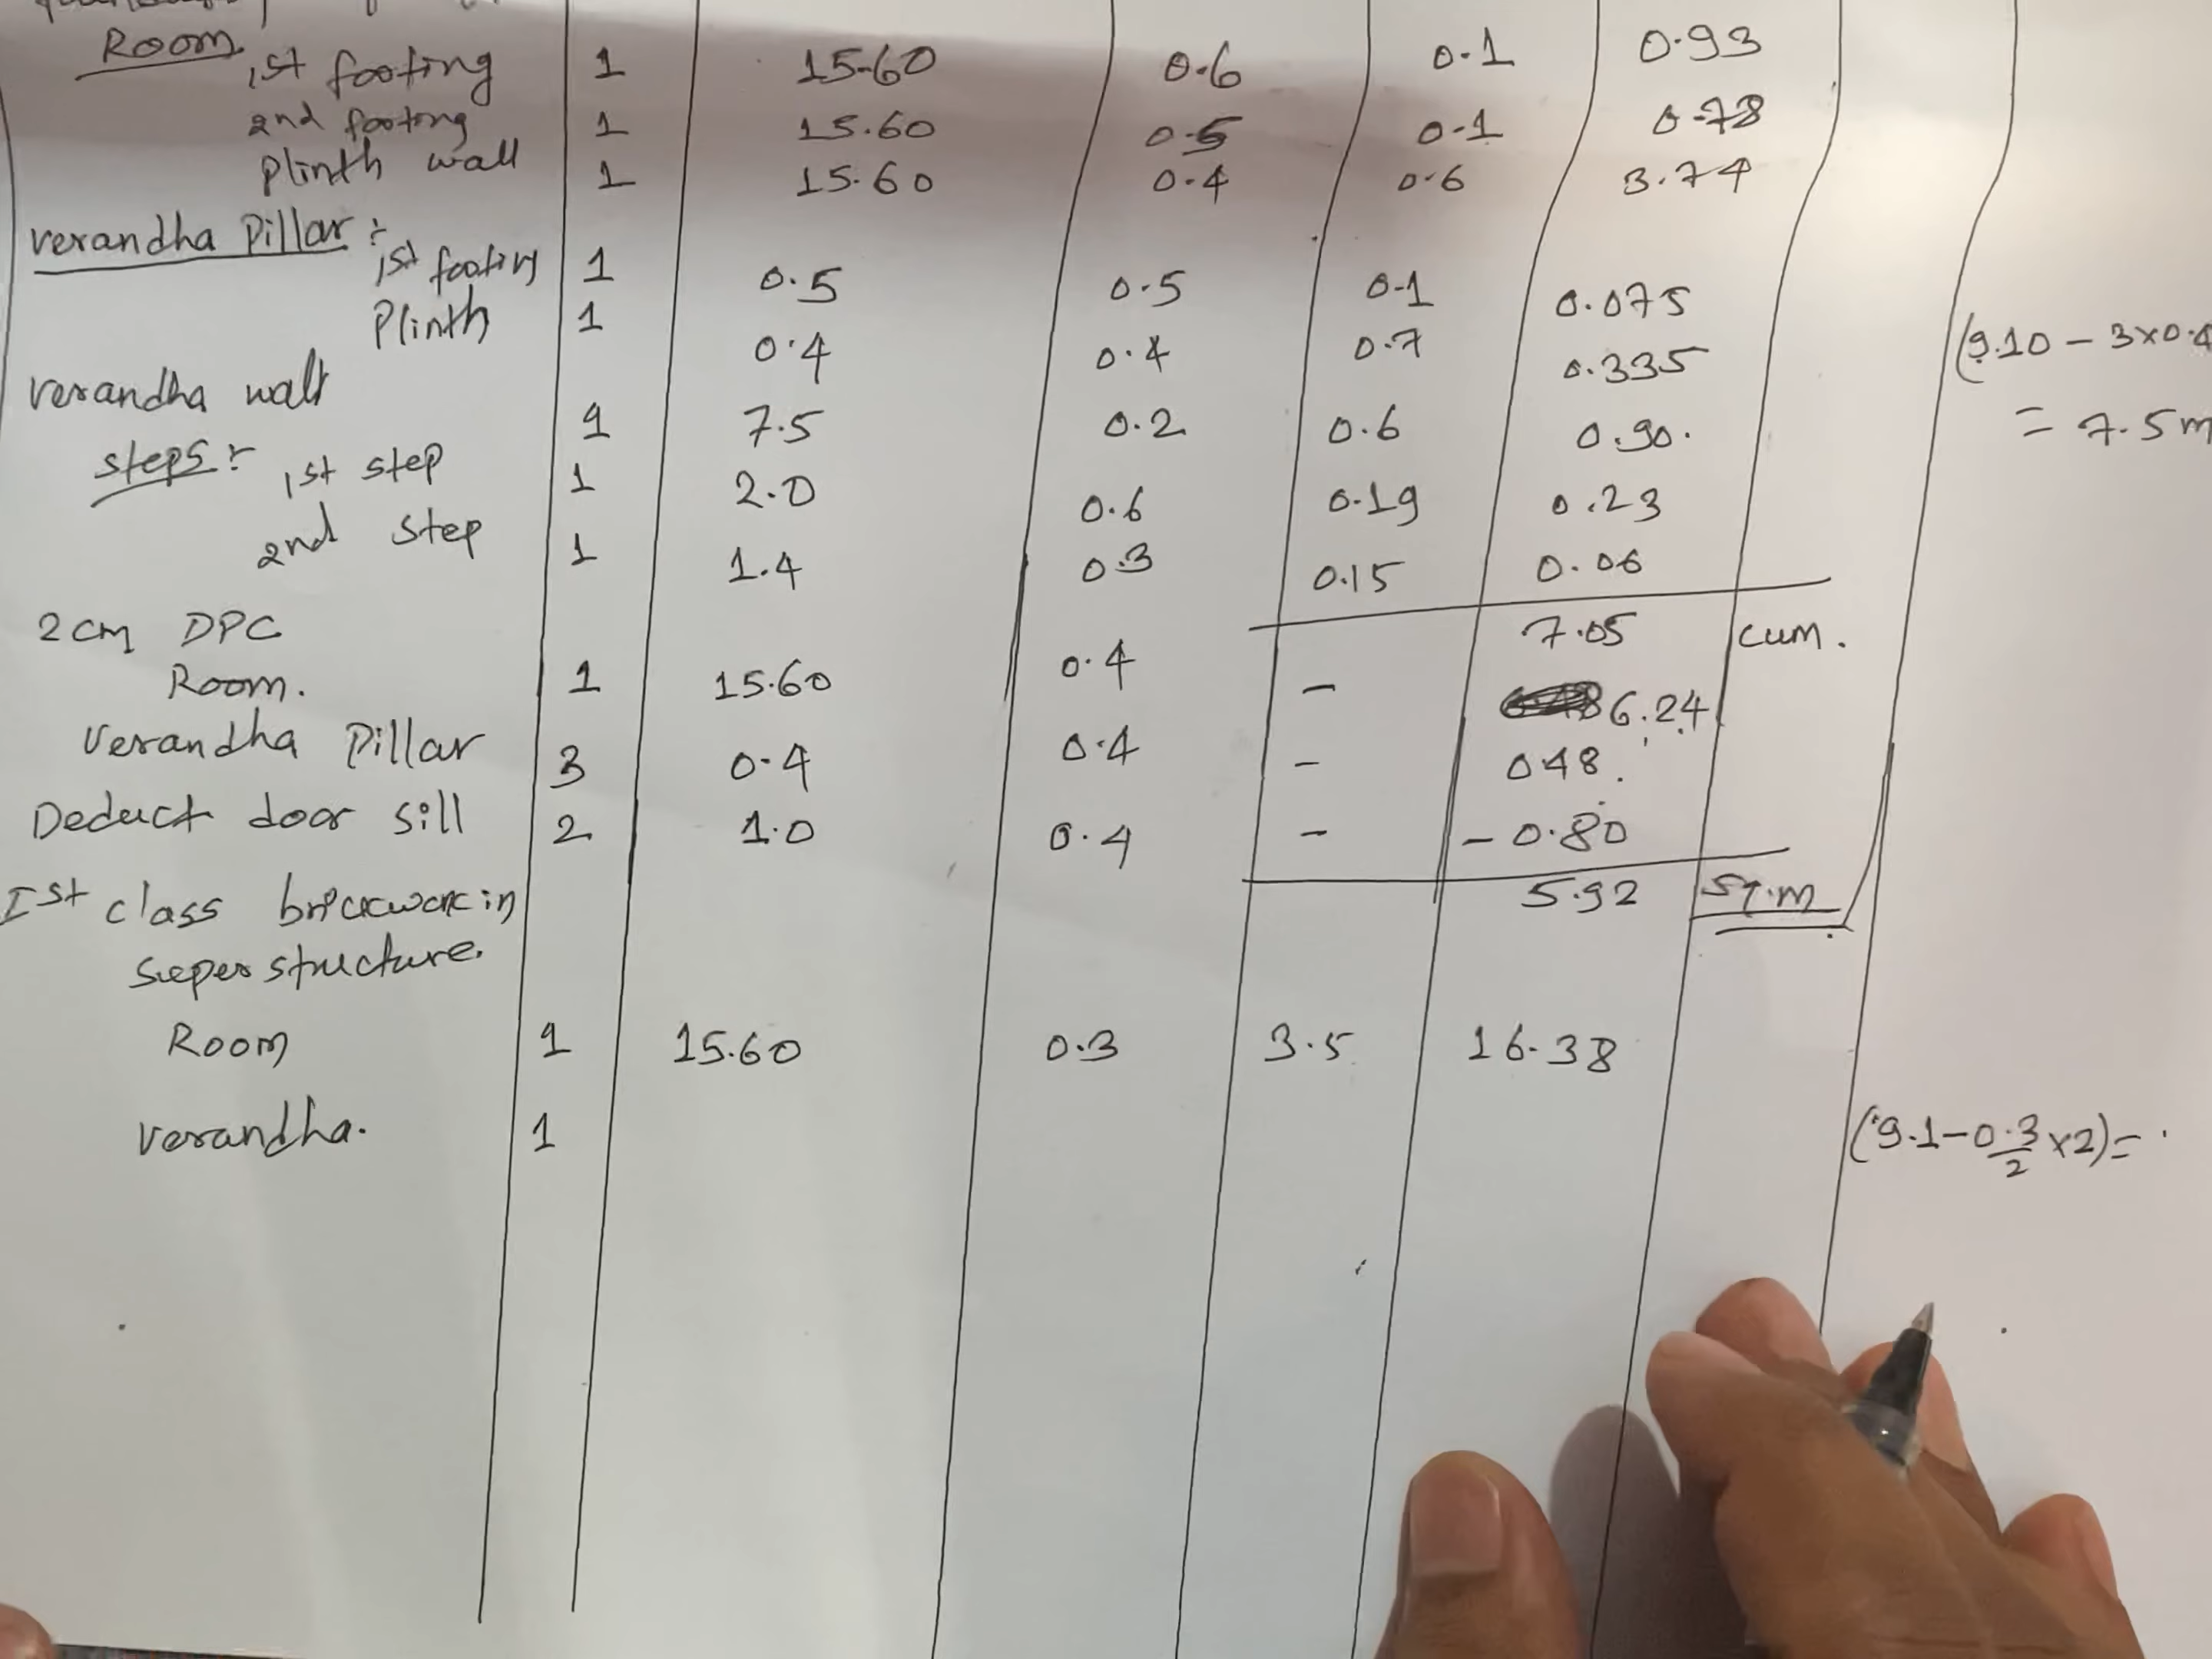 Room
1st footing 1 15.60 0.6 0.1 0.93
2nd footing 1 15.60 0.5 0.1 0.78
Plinth wall 1 15.60 0.4 0.6 3.74
verandha Pillar :-
1st footing 1 0.5 0.5 0.1 0.075
Plinth 1 0.4 0.4 0.7 0.335
(9.10 - 3×0.4
verandha wall 1 7.5 0.2 0.6 0.90.
= 7.5m
steps :- 1st step 1 2.0 0.6 0.19 0.23
2nd step 1 1.4 0.3 0.15 0.06
7.05 cum.
2cm DPC
Room. 1 15.60 0.4 - 6.24
Verandha Pillar 3 0.4 0.4 - 0.48.
Deduct door sill 2 1.0 0.4 - - 0.80
5.92 Sq.m
Ist class brickwork in
Super structure.
Room 1 15.60 0.3 3.5 16.38
verandha. 1 (9.1-0.3/2 ×2)=